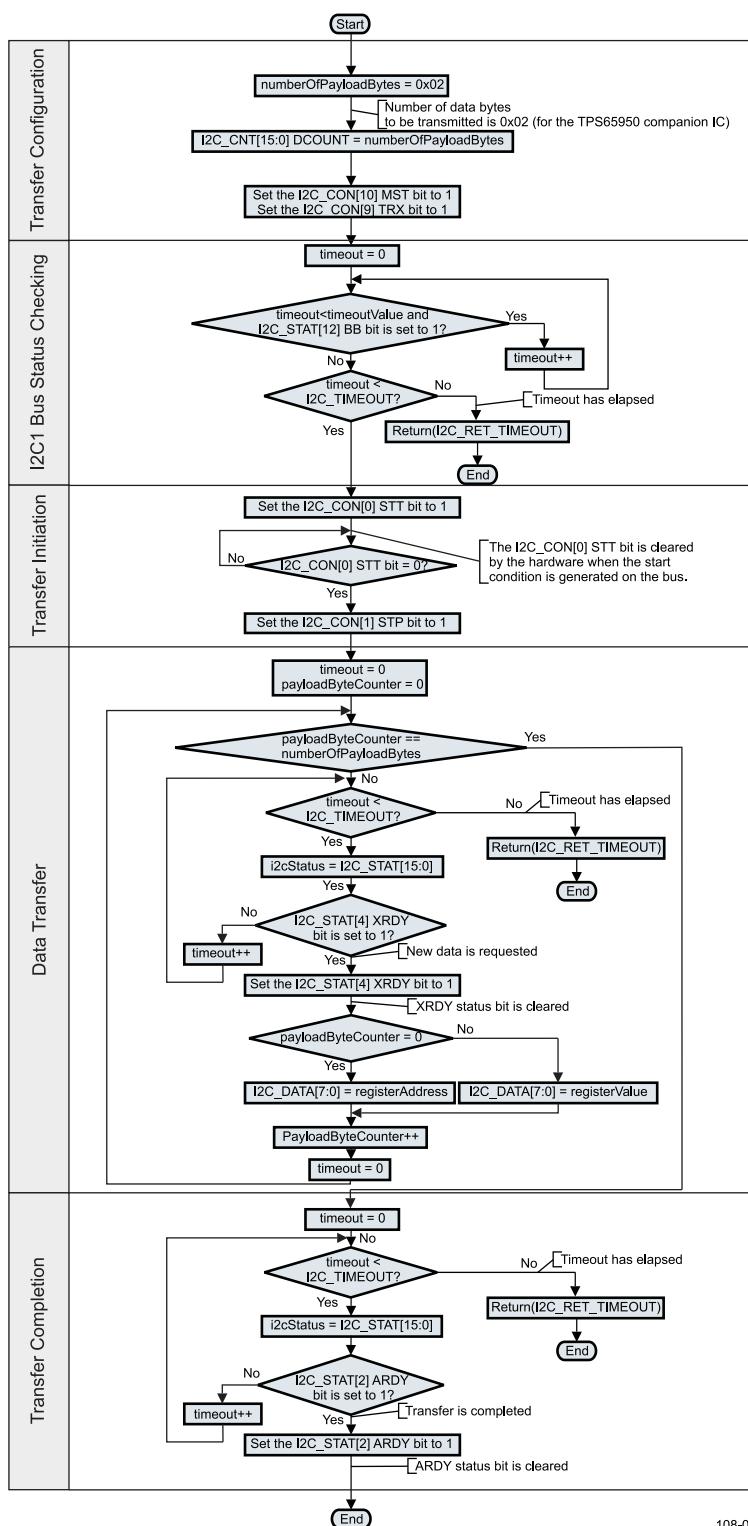 Start
Transfer Configuration
numberOfPayloadBytes = 0x02
Number of data bytes
to be transmitted is 0x02 (for the TPS65950 companion IC)
I2C_CNT[15:0] DCOUNT = numberOfPayloadBytes
Set the I2C_CON[10] MST bit to 1
Set the I2C_CON[9] TRX bit to 1
I2C1 Bus Status Checking
timeout = 0
timeout<timeoutValue and
I2C_STAT[12] BB bit is set to 1?
Yes
timeout++
No
timeout <
I2C_TIMEOUT?
No
Timeout has elapsed
Return(I2C_RET_TIMEOUT)
End
Yes
Transfer Initiation
Set the I2C_CON[0] STT bit to 1
I2C_CON[0] STT bit = 0?
No
The I2C_CON[0] STT bit is cleared
by the hardware when the start
condition is generated on the bus.
Yes
Set the I2C_CON[1] STP bit to 1
Data Transfer
timeout = 0
payloadByteCounter = 0
payloadByteCounter ==
numberOfPayloadBytes
Yes
No
timeout <
I2C_TIMEOUT?
No
Timeout has elapsed
Return(I2C_RET_TIMEOUT)
End
Yes
i2cStatus = I2C_STAT[15:0]
Yes
I2C_STAT[4] XRDY
bit is set to 1?
No
timeout++
New data is requested
Yes
Set the I2C_STAT[4] XRDY bit to 1
XRDY status bit is cleared
payloadByteCounter = 0
No
Yes
I2C_DATA[7:0] = registerAddress
I2C_DATA[7:0] = registerValue
PayloadByteCounter++
timeout = 0
Transfer Completion
timeout = 0
No
timeout <
I2C_TIMEOUT?
No
Timeout has elapsed
Return(I2C_RET_TIMEOUT)
End
Yes
i2cStatus = I2C_STAT[15:0]
I2C_STAT[2] ARDY
bit is set to 1?
No
timeout++
Transfer is completed
Yes
Set the I2C_STAT[2] ARDY bit to 1
ARDY status bit is cleared
End